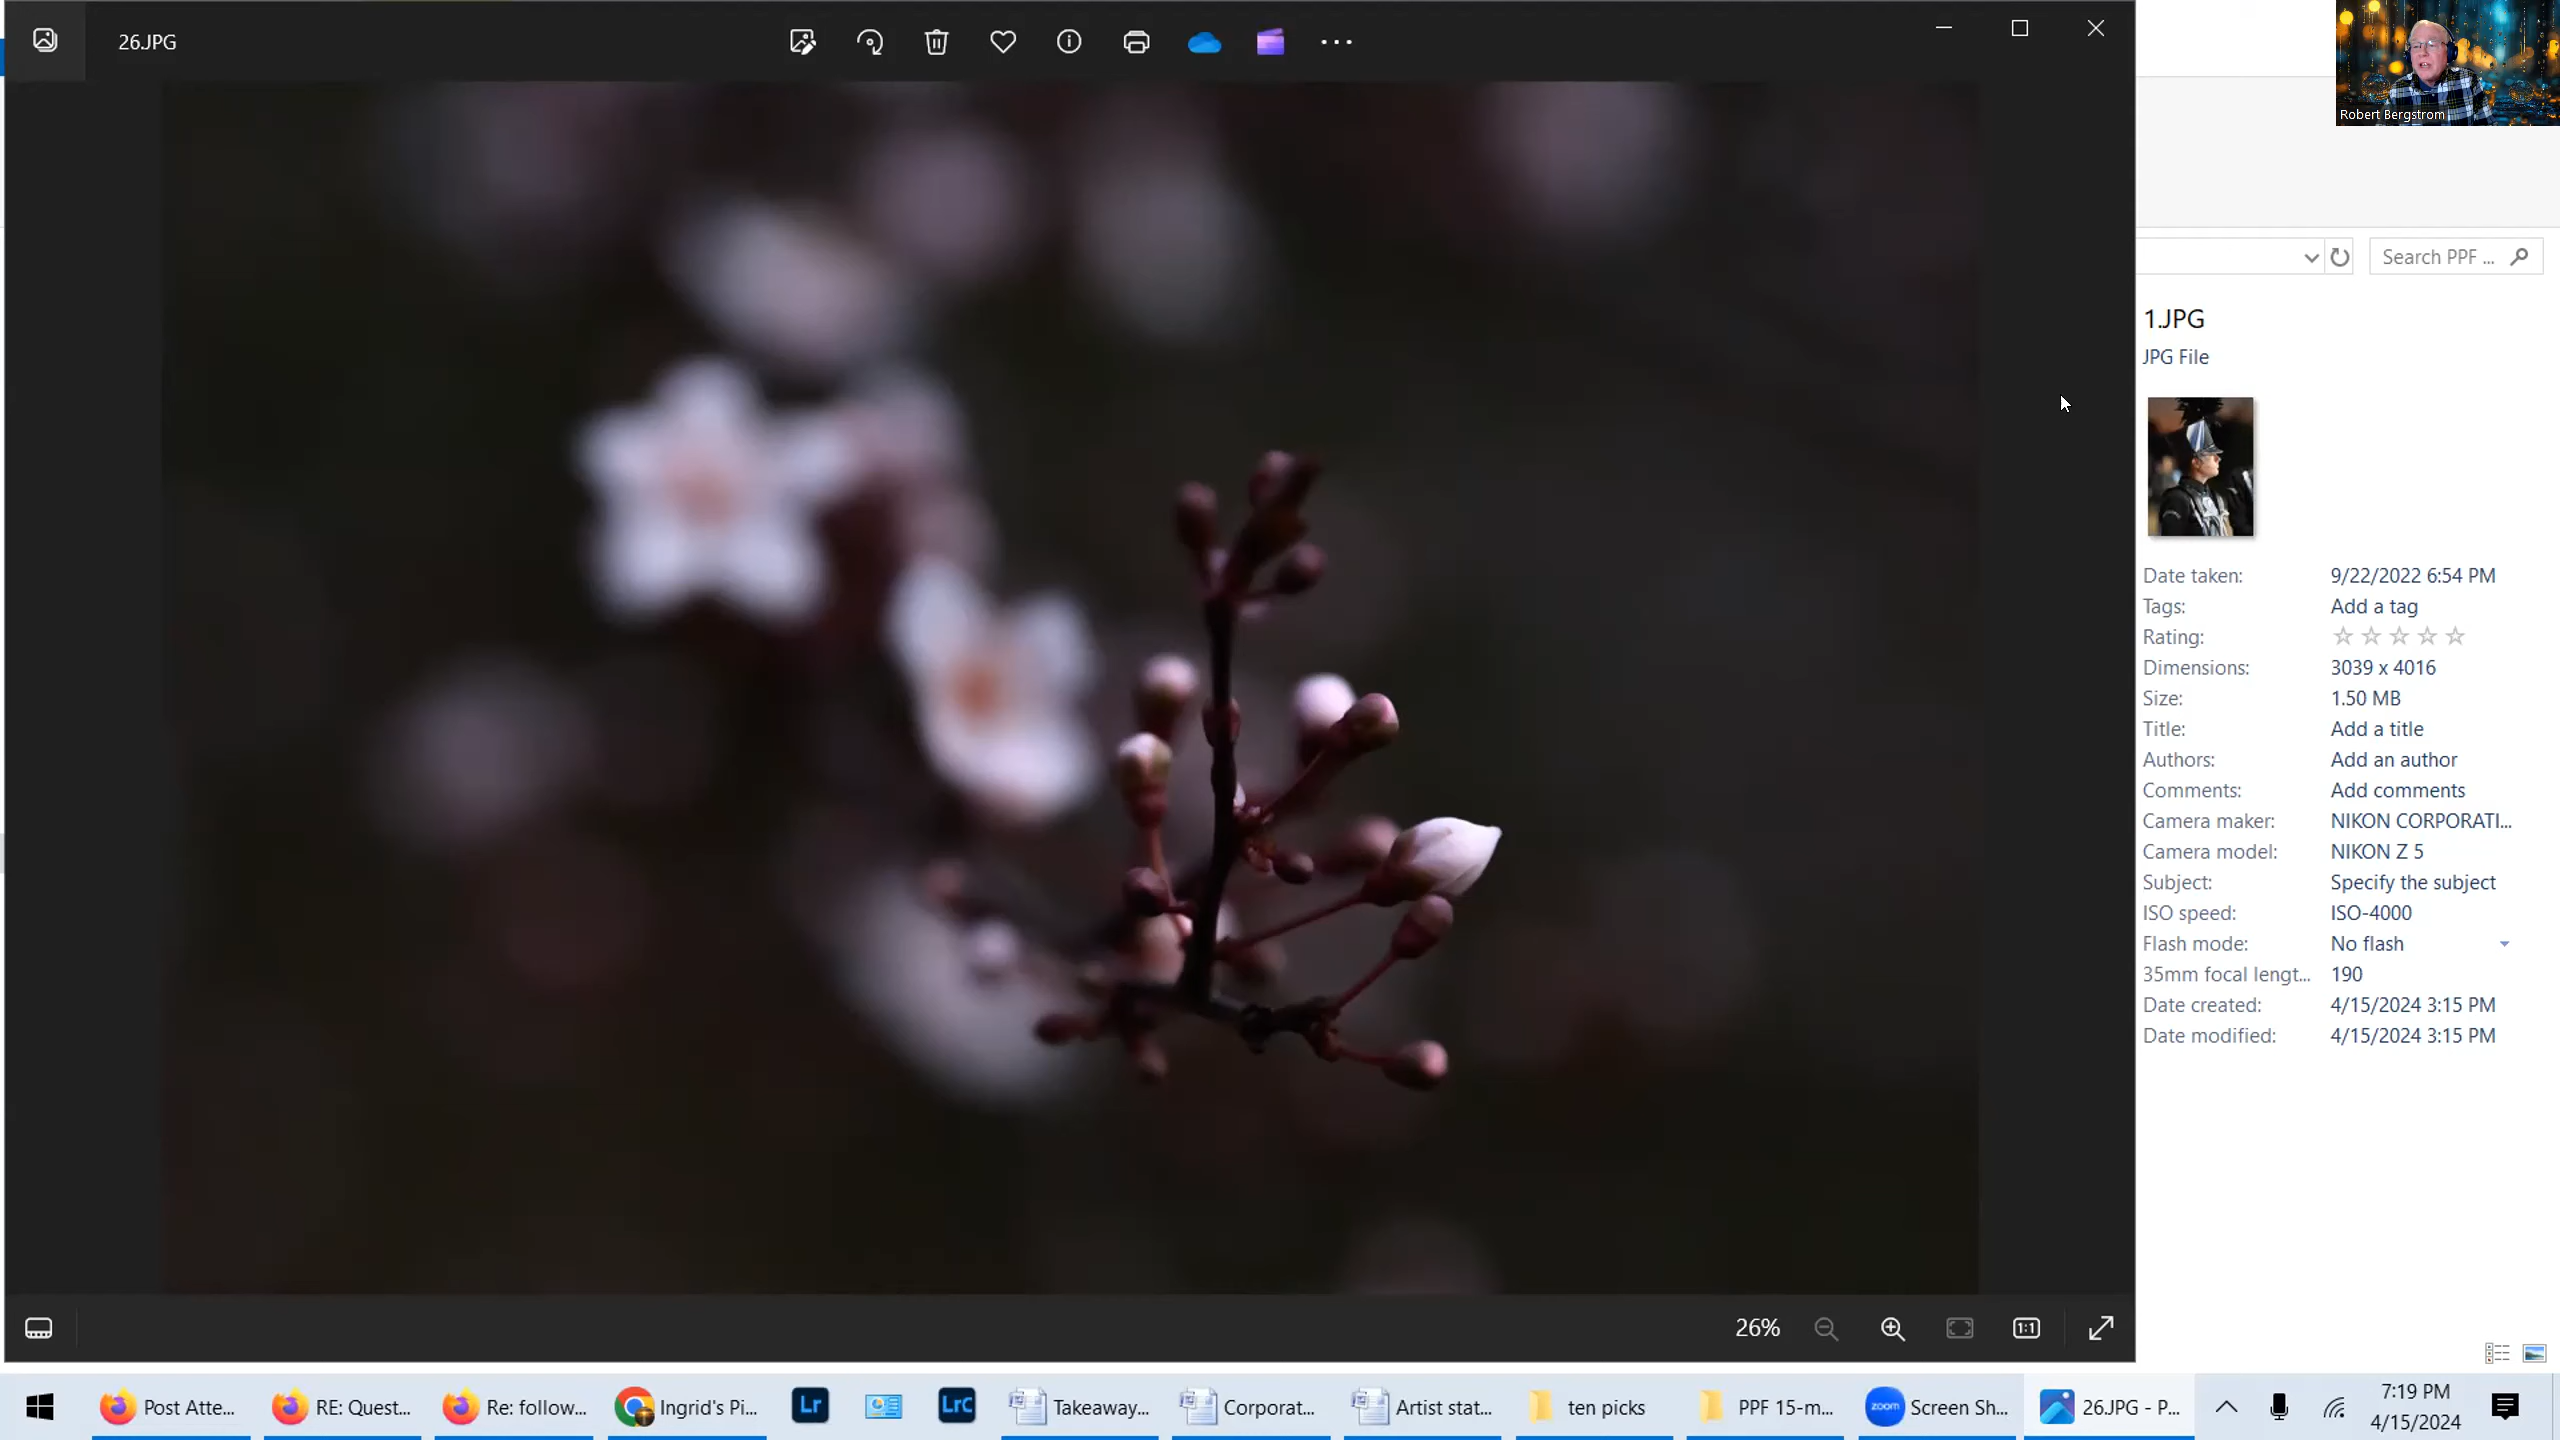 26.JPG
Robert Bergstrom
Search PPF ...
1.JPG
JPG File
Date taken: 9/22/2022 6:54 PM
Tags: Add a tag
Rating:
Dimensions: 3039 x 4016
Size: 1.50 MB
Title: Add a title
Authors: Add an author
Comments: Add comments
Camera maker: NIKON CORPORATI...
Camera model: NIKON Z 5
Subject: Specify the subject
ISO speed: ISO-4000
Flash mode: No flash
35mm focal lengt... 190
Date created: 4/15/2024 3:15 PM
Date modified: 4/15/2024 3:15 PM
26%
1:1
Post Atte...
RE: Quest...
Re: follow...
Ingrid's Pi...
Lr
LrC
Takeaway...
Corporat...
Artist stat...
ten picks
PPF 15-m...
zoom
Screen Sh...
26.JPG - P...
7:19 PM
4/15/2024